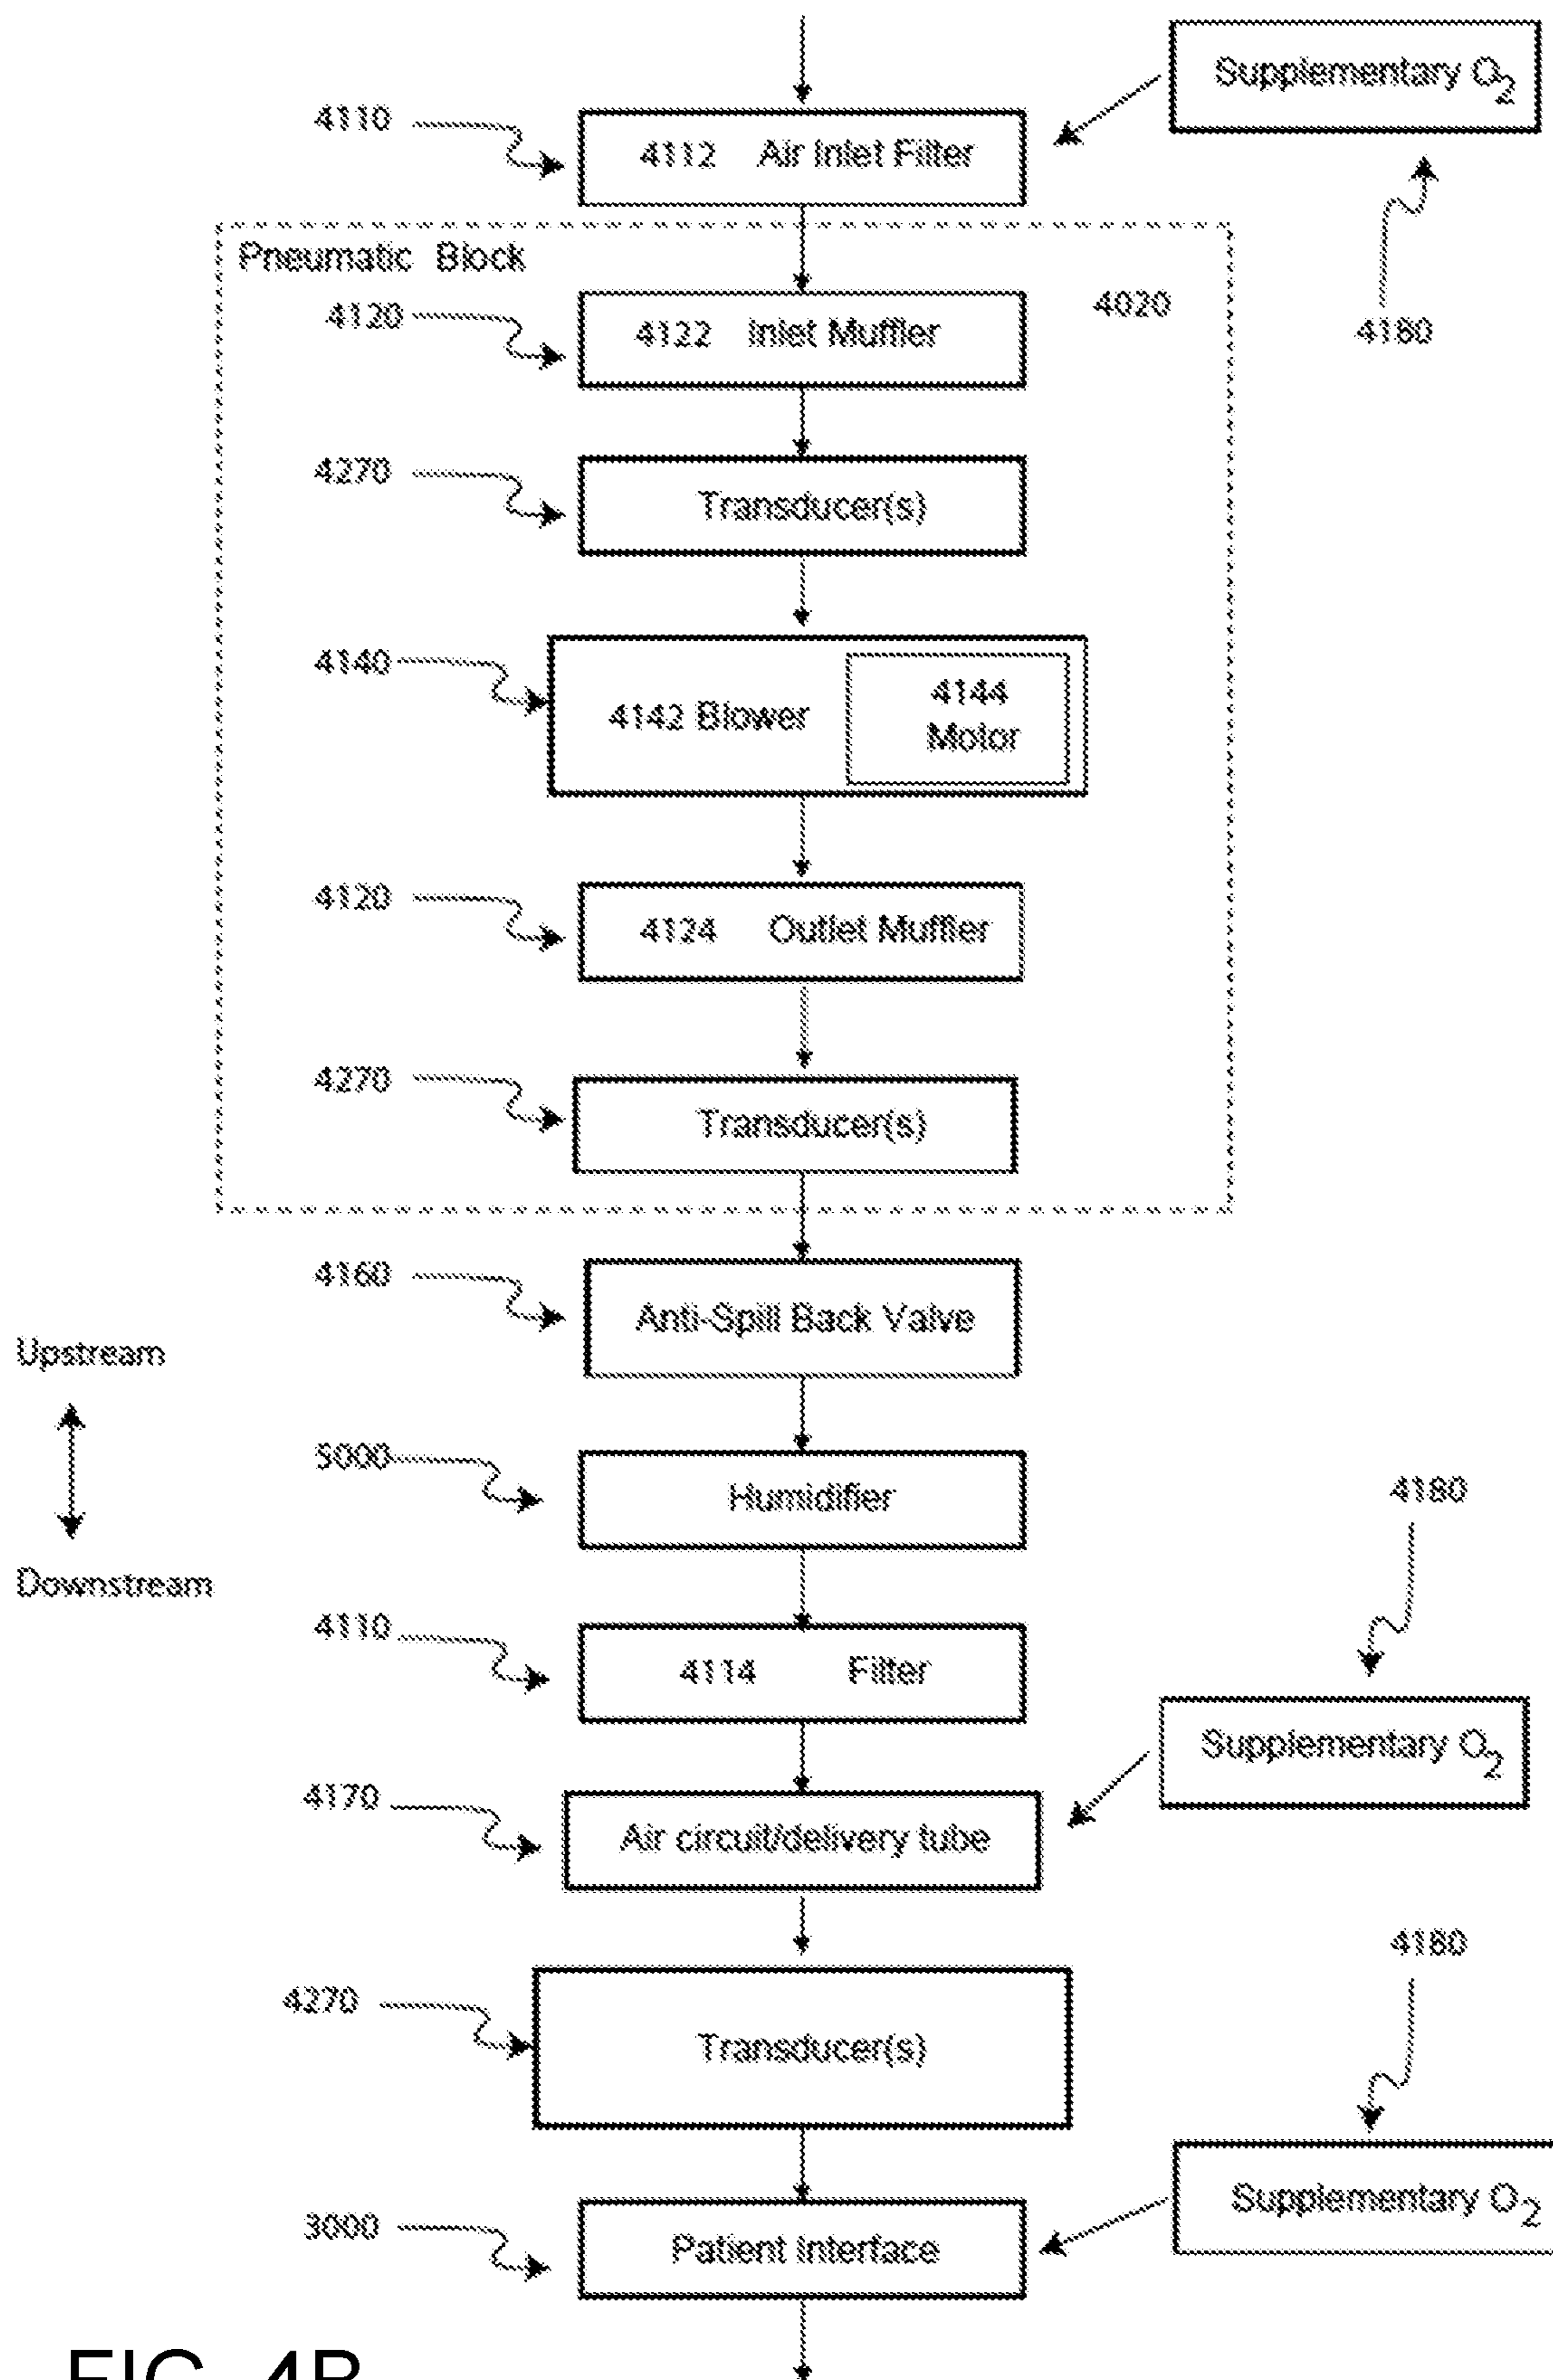 Supplementary O2
4110
4112 Air Inlet Filter
Pneumatic Block
4020
4180
4120
4122 Inlet Muffler
4270
Transducer(s)
4140
4142 Blower
4144
Motor
4120
4124 Outlet Muffler
4270
Transducer(s)
4160
Anti-Spill Back Valve
Upstream
Downstream
5000
Humidifier
4180
4110
4114 Filter
Supplementary O2
4170
Air circuit/delivery tube
4180
4270
Transducer(s)
Supplementary O2
3000
Patient Interface
FIG. 4B